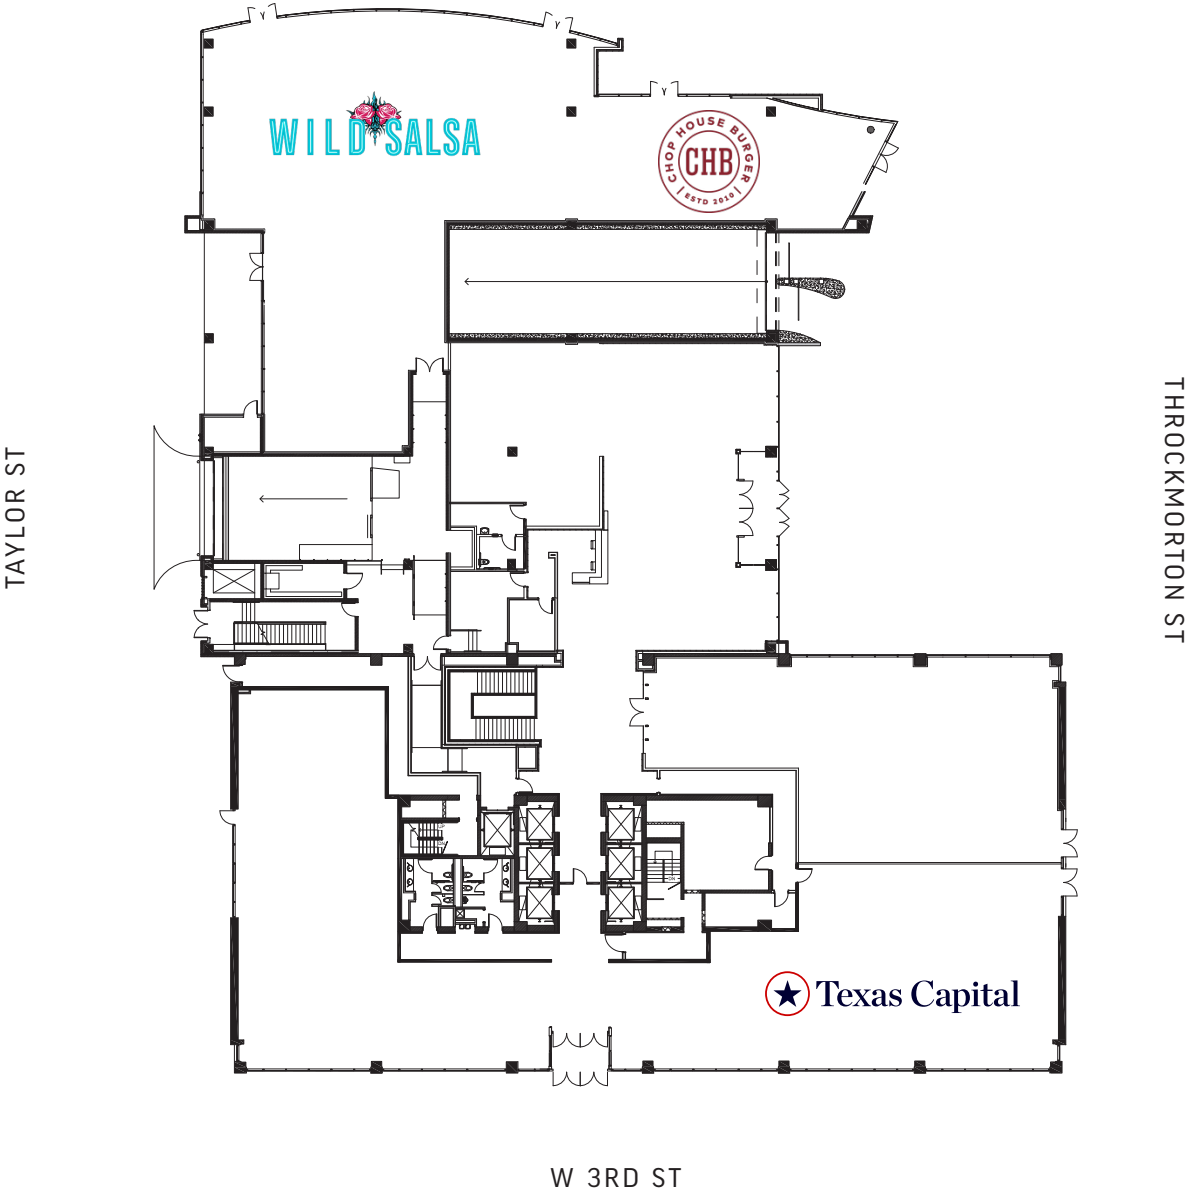 WILD SALSA
CHOP HOUSE BURGER
CHB
ESTD 2010
TAYLOR ST
THROCKMORTON ST
Texas Capital
W 3RD ST